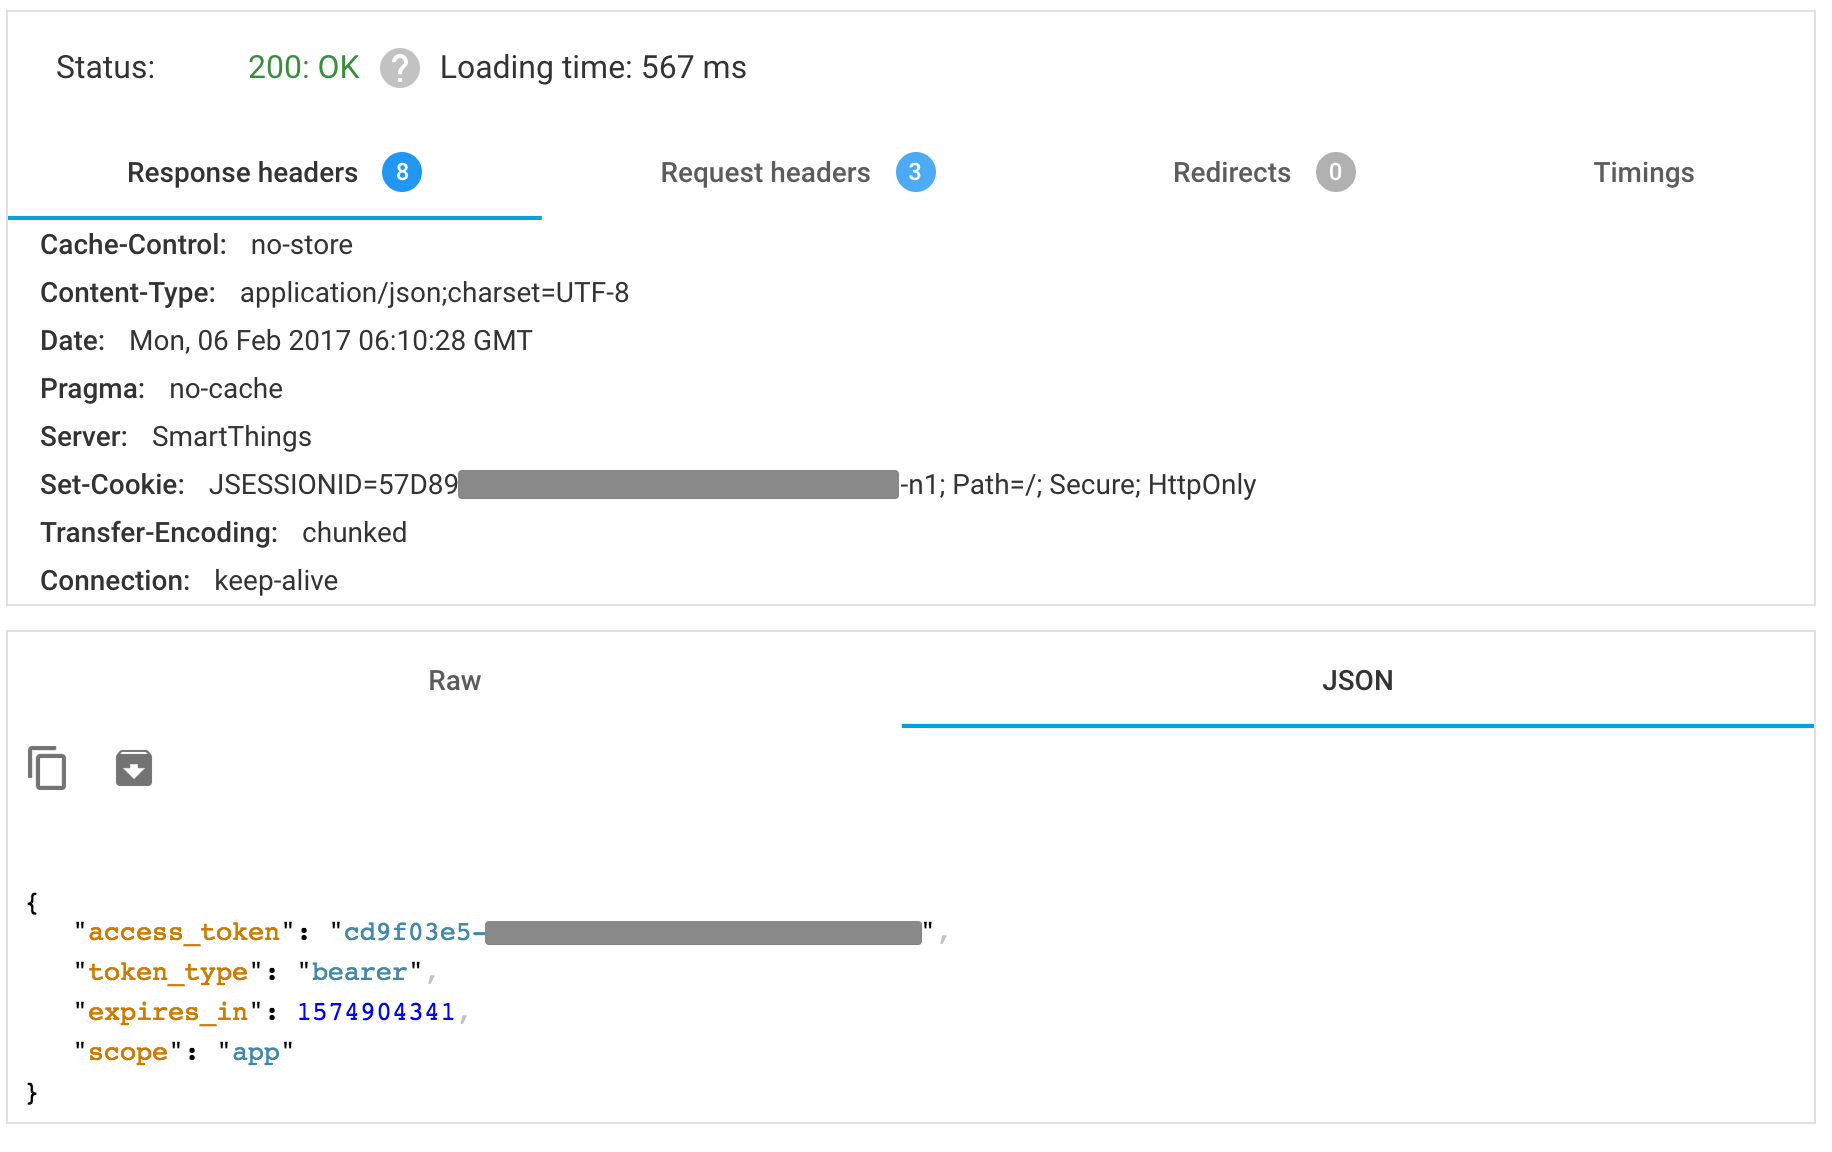 Status: 200: OK ? Loading time: 567 ms
Response headers 8 Request headers 3 Redirects 0 Timings
Cache-Control: no-store
Content-Type: application/json;charset=UTF-8
Date: Mon, 06 Feb 2017 06:10:28 GMT
Pragma: no-cache
Server: SmartThings
Set-Cookie: JSESSIONID=57D89 -n1; Path=/; Secure; HttpOnly
Transfer-Encoding: chunked
Connection: keep-alive
Raw JSON
{
"access_token": "cd9f03e5- ",
"token_type": "bearer",
"expires_in": 1574904341,
"scope": "app"
}